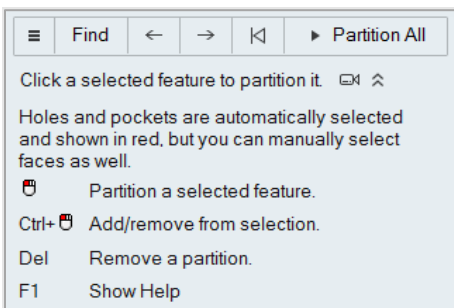 Find Partition All
Click a selected feature to partition it.
Holes and pockets are automatically selected
and shown in red, but you can manually select
faces as well.
Partition a selected feature.
Ctrl+ Add/remove from selection.
Del Remove a partition.
F1 Show Help